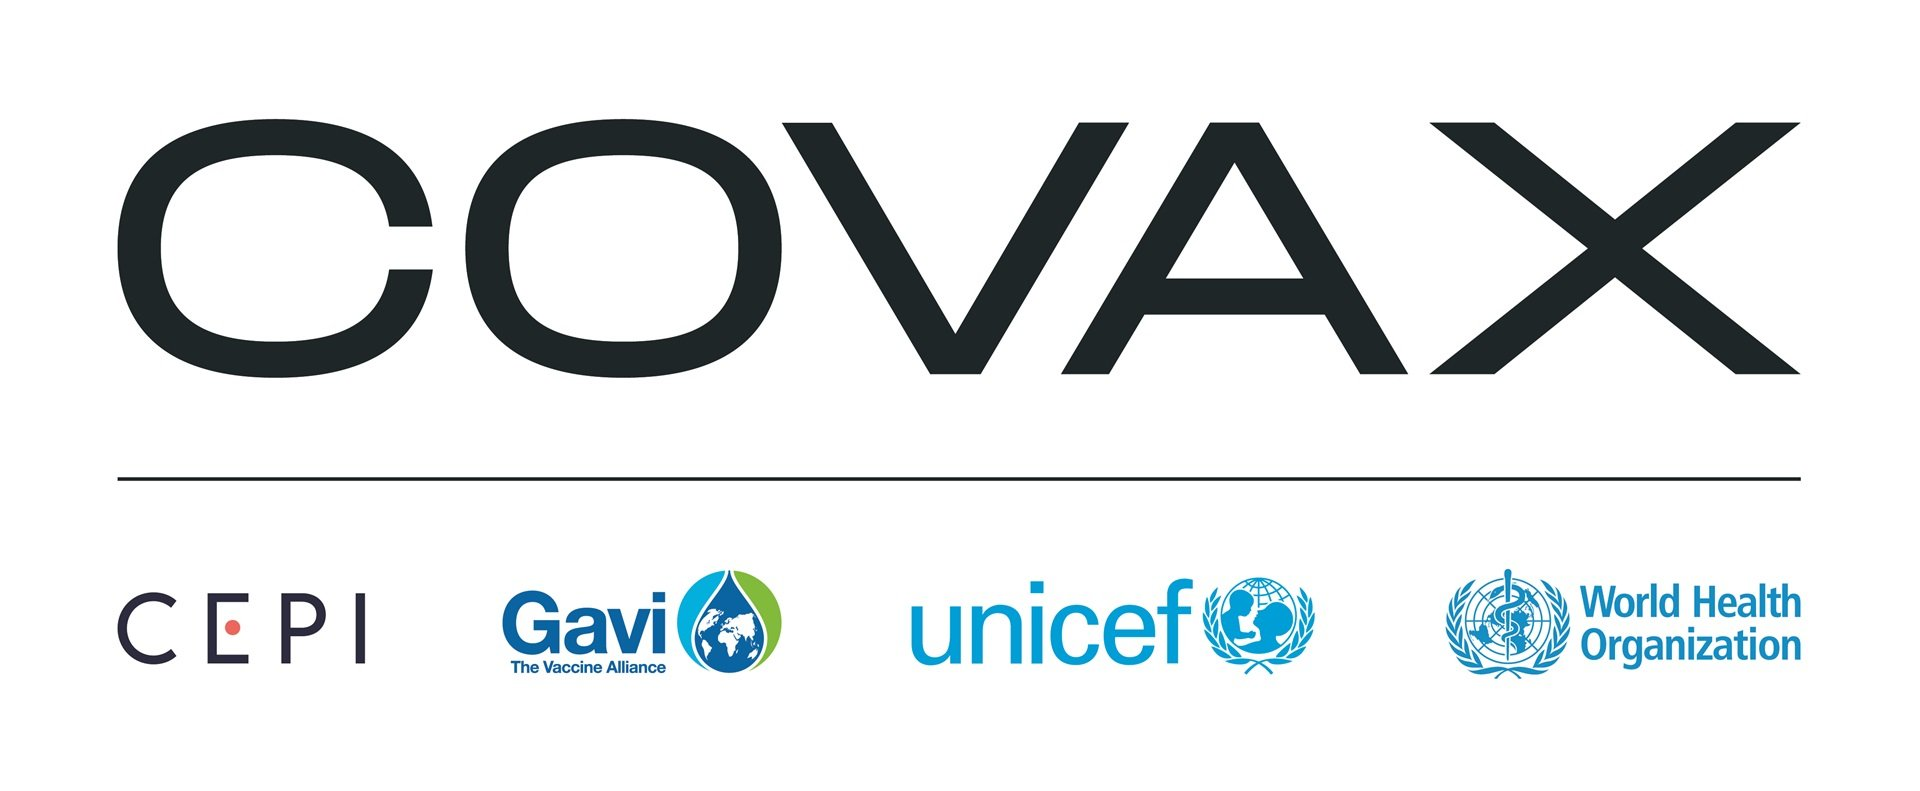 COVAX
CEPI
Gavi
The Vaccine Alliance
unicef
World Health
Organization